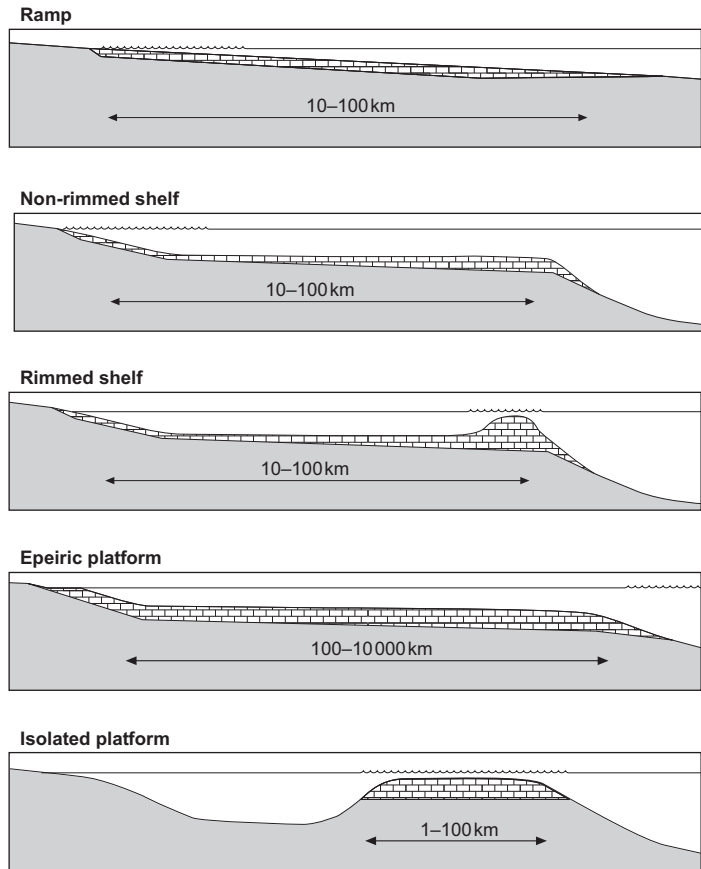 Ramp
10–100 km
Non-rimmed shelf
10–100 km
Rimmed shelf
10–100 km
Epeiric platform
100–10 000 km
Isolated platform
1–100 km